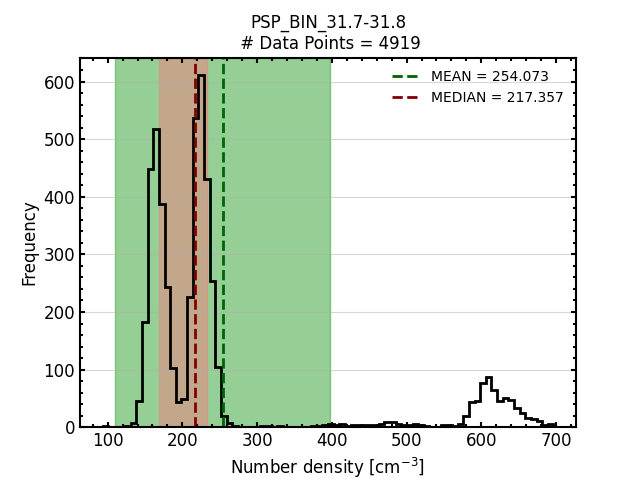 PSP_BIN_31.7-31.8
# Data Points = 4919
MEAN = 254.073
MEDIAN = 217.357
Frequency
600
500
400
300
200
100
0
100 200 300 400 500 600 700
Number density [cm⁻³]